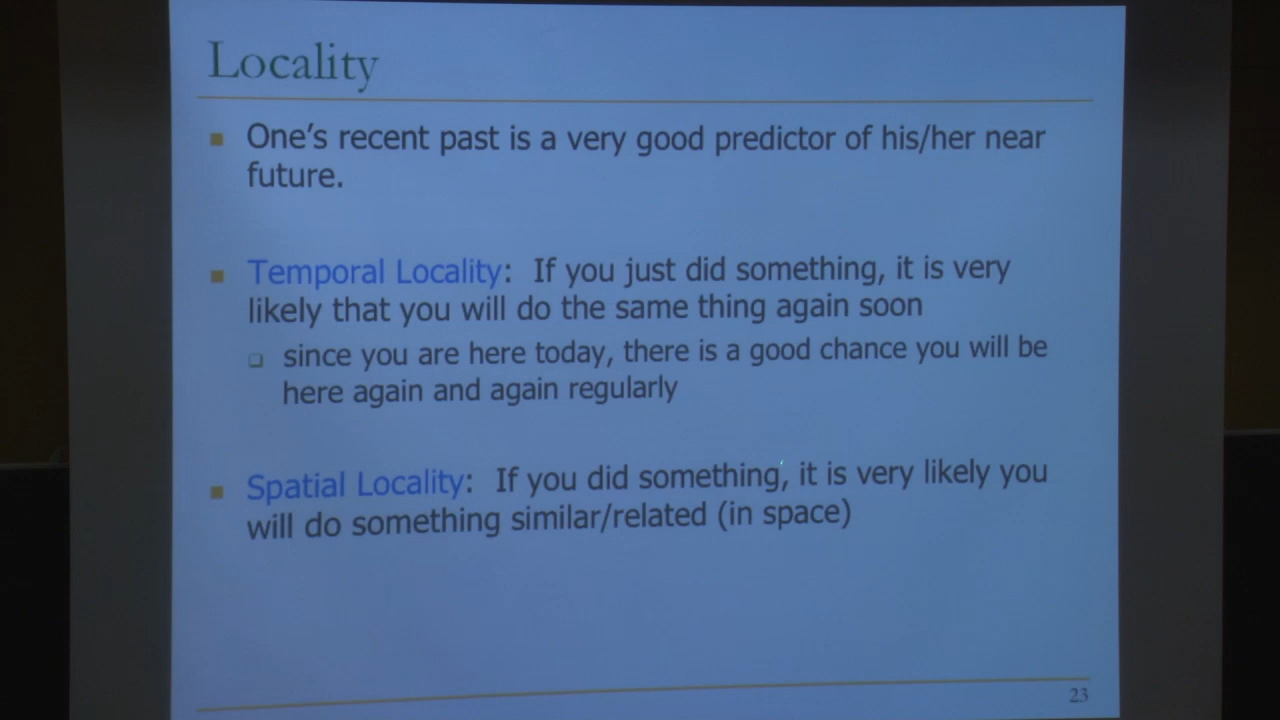 Locality
One's recent past is a very good predictor of his/her near
future.
Temporal Locality: If you just did something, it is very
likely that you will do the same thing again soon
since you are here today, there is a good chance you will be
here again and again regularly
Spatial Locality: If you did something, it is very likely you
will do something similar/related (in space)
23